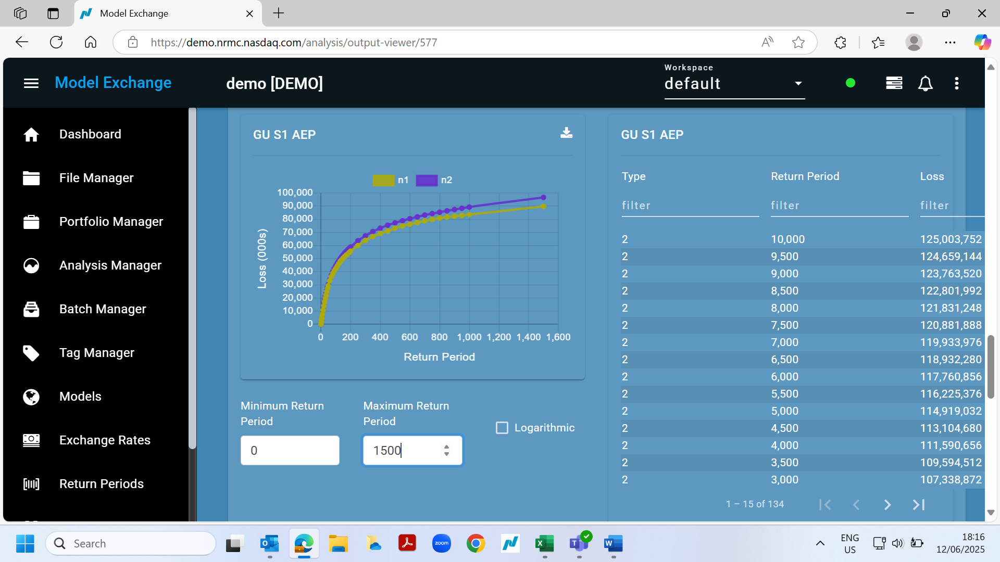 Model Exchange
https://demo.nrmc.nasdaq.com/analysis/output-viewer/577
Model Exchange
demo [DEMO]
Workspace
default
Dashboard
File Manager
Portfolio Manager
Analysis Manager
Batch Manager
Tag Manager
Models
Exchange Rates
Return Periods
GU S1 AEP
n1 n2
Loss (000s)
100,000
90,000
80,000
70,000
60,000
50,000
40,000
30,000
20,000
10,000
0
0 200 400 600 800 1,000 1,200 1,400 1,600
Return Period
Minimum Return
Period
0
Maximum Return
Period
1500
Logarithmic
GU S1 AEP
Type Return Period Loss
filter filter filter
2 10,000 125,003,752
2 9,500 124,659,144
2 9,000 123,763,520
2 8,500 122,801,992
2 8,000 121,831,248
2 7,500 120,881,888
2 7,000 119,933,976
2 6,500 118,932,280
2 6,000 117,760,856
2 5,500 116,225,376
2 5,000 114,919,032
2 4,500 113,104,680
2 4,000 111,590,656
2 3,500 109,594,512
2 3,000 107,338,872
1 – 15 of 134
Search
zoom
ENG
US
18:16
12/06/2025